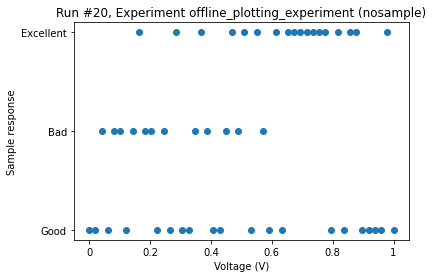 Run #20, Experiment offline_plotting_experiment (nosample)
Excellent
Bad
Good
Sample response
0
0.2
0.4
0.6
0.8
1
Voltage (V)